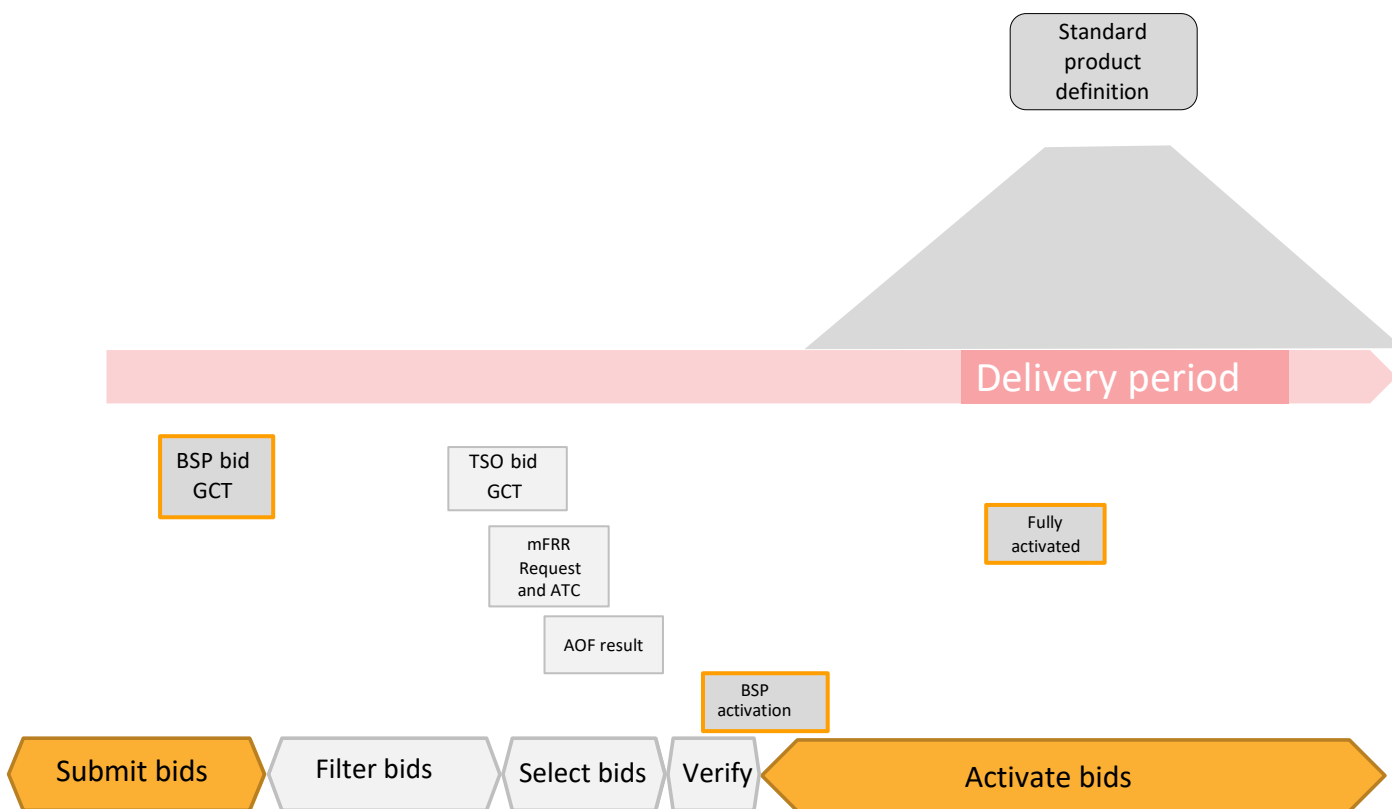 Standard
product
definition
Delivery period
BSP bid
GCT
TSO bid
GCT
mFRR
Request
and ATC
AOF result
BSP
activation
Fully
activated
Submit bids
Filter bids
Select bids
Verify
Activate bids